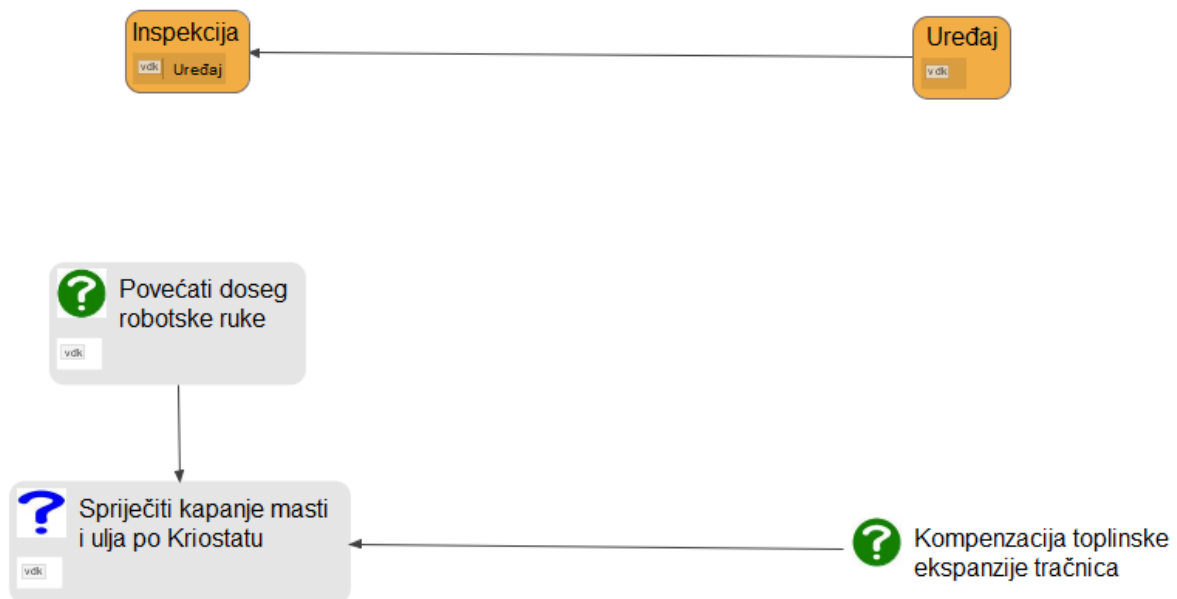 Inspekcija
vdk Uređaj
Uređaj
vdk
?
Povećati doseg
robotske ruke
vdk
?
Spriječiti kapanje masti
i ulja po Kriostatu
vdk
?
Kompenzacija toplinske
ekspanzije tračnica